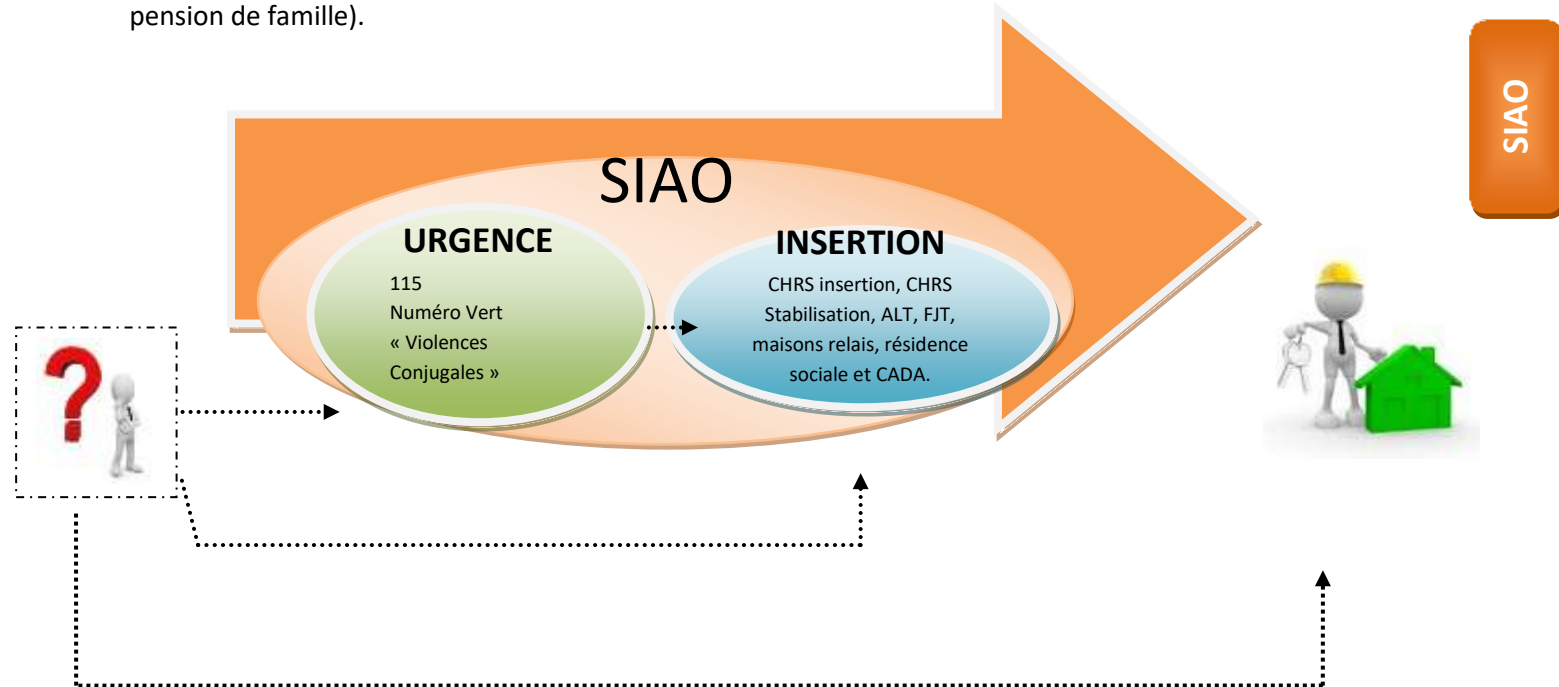 pension de famille).
SIAO
SIAO
URGENCE
115
Numéro Vert
« Violences
Conjugales »
INSERTION
CHRS insertion, CHRS
Stabilisation, ALT, FJT,
maisons relais, résidence
sociale et CADA.